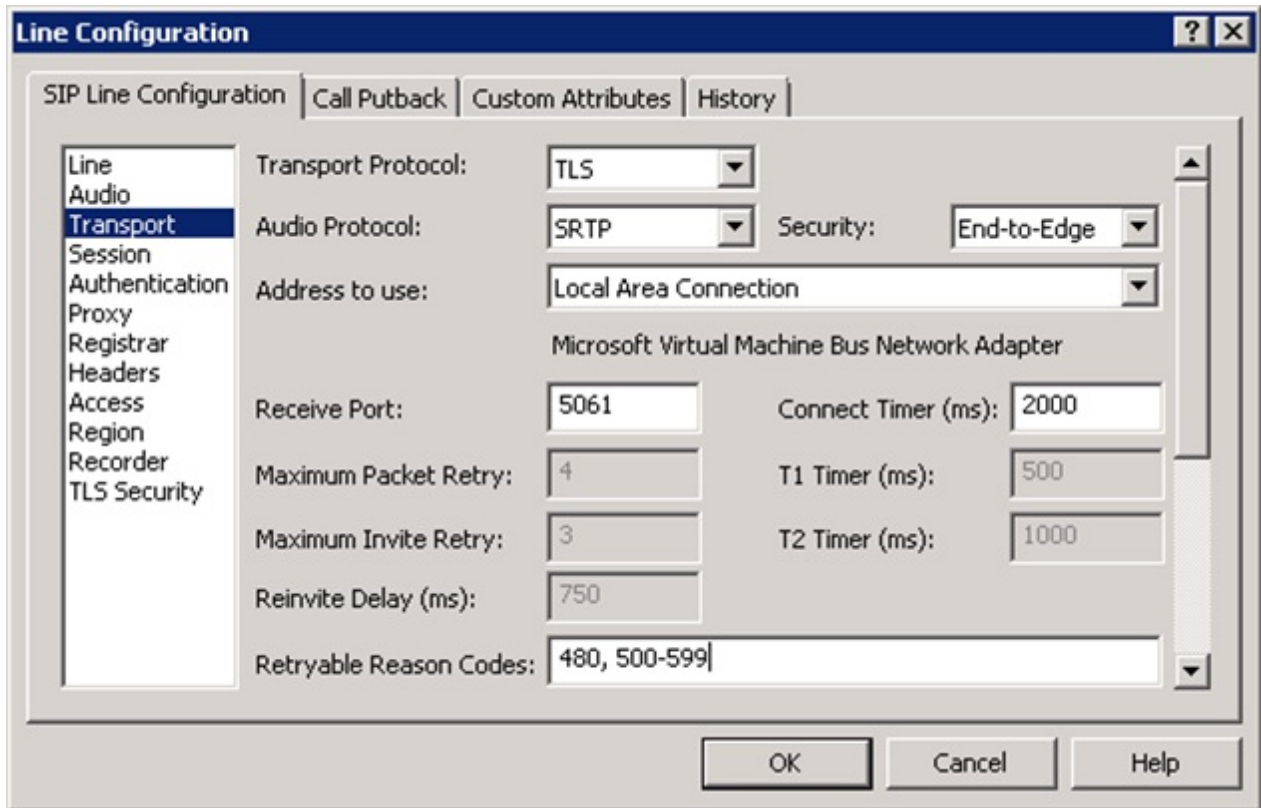 Line Configuration
SIP Line Configuration
Call Putback
Custom Attributes
History
Line
Audio
Transport
Session
Authentication
Proxy
Registrar
Headers
Access
Region
Recorder
TLS Security
Transport Protocol: TLS
Audio Protocol: SRTP Security: End-to-Edge
Address to use: Local Area Connection
Microsoft Virtual Machine Bus Network Adapter
Receive Port: 5061 Connect Timer (ms): 2000
Maximum Packet Retry: 4 T1 Timer (ms): 500
Maximum Invite Retry: 3 T2 Timer (ms): 1000
Reinvite Delay (ms): 750
Retryable Reason Codes: 480, 500-599
OK Cancel Help